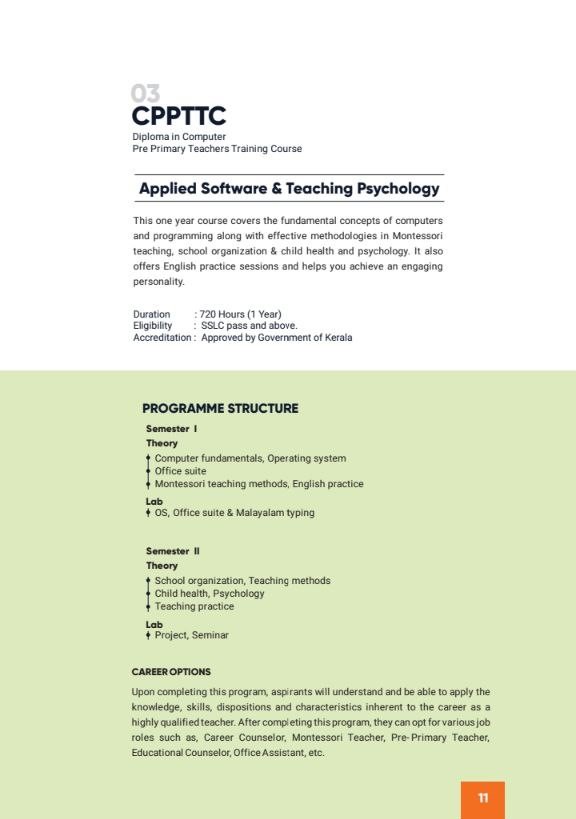 03
CPPTTC
Diploma in Computer
Pre Primary Teachers Training Course
Applied Software & Teaching Psychology
This one year course covers the fundamental concepts of computers
and programming along with effective methodologies in Montessori
teaching, school organization & child health and psychology. It also
offers English practice sessions and helps you achieve an engaging
personality.
Duration : 720 Hours (1 Year)
Eligibility : SSLC pass and above.
Accreditation : Approved by Government of Kerala
PROGRAMME STRUCTURE
Semester I
Theory
Computer fundamentals, Operating system
Office suite
Montessori teaching methods, English practice
Lab
OS, Office suite & Malayalam typing
Semester II
Theory
School organization, Teaching methods
Child health, Psychology
Teaching practice
Lab
Project, Seminar
CAREER OPTIONS
Upon completing this program, aspirants will understand and be able to apply the
knowledge, skills, dispositions and characteristics inherent to the career as a
highly qualified teacher. After completing this program, they can opt for various job
roles such as, Career Counselor, Montessori Teacher, Pre-Primary Teacher,
Educational Counselor, Office Assistant, etc.
11